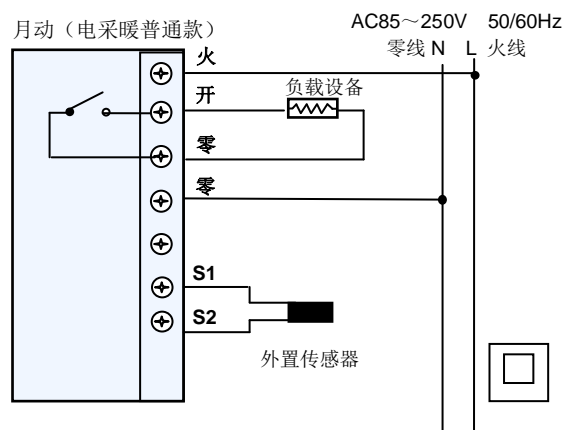 月动（电采暖普通款）
AC85～250V 50/60Hz
零线 N L 火线
火
开
负载设备
零
零
S1
S2
外置传感器